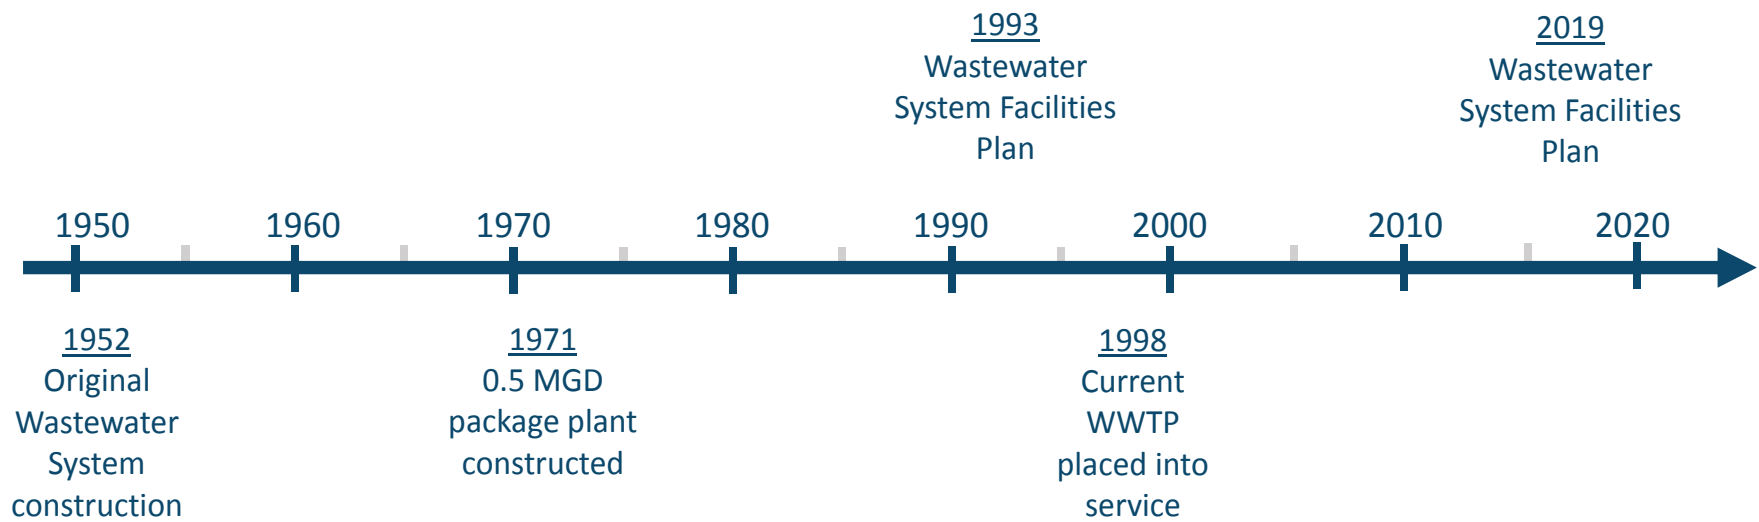 1993
Wastewater
System Facilities
Plan
2019
Wastewater
System Facilities
Plan
1950 1960 1970 1980 1990 2000 2010 2020
1952
Original
Wastewater
System
construction
1971
0.5 MGD
package plant
constructed
1998
Current
WWTP
placed into
service